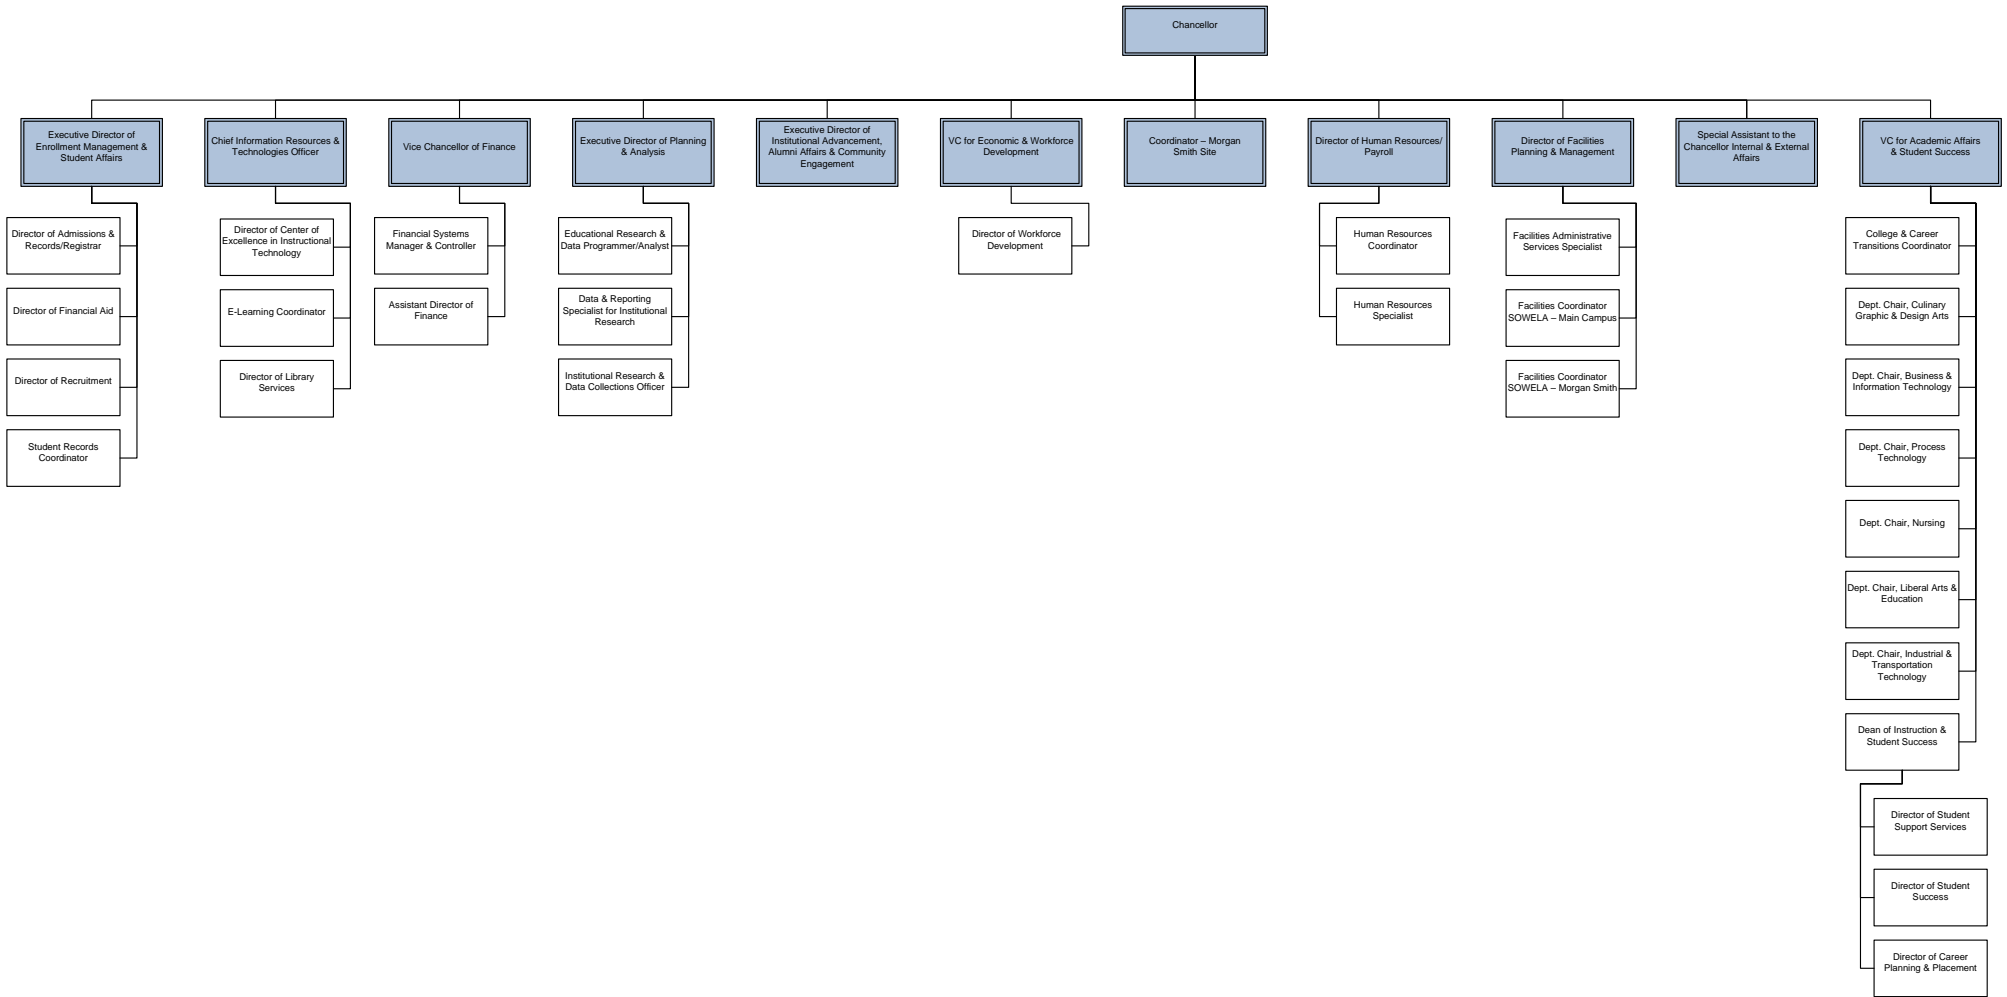 Chancellor
Executive Director of
Enrollment Management &
Student Affairs
Chief Information Resources &
Technologies Officer
Vice Chancellor of Finance
Executive Director of Planning
& Analysis
Executive Director of
Institutional Advancement,
Alumni Affairs & Community
Engagement
VC for Economic & Workforce
Development
Coordinator – Morgan
Smith Site
Director of Human Resources/
Payroll
Director of Facilities
Planning & Management
Special Assistant to the
Chancellor Internal & External
Affairs
VC for Academic Affairs
& Student Success
Director of Admissions &
Records/Registrar
Director of Financial Aid
Director of Recruitment
Student Records
Coordinator
Director of Center of
Excellence in Instructional
Technology
E-Learning Coordinator
Director of Library
Services
Financial Systems
Manager & Controller
Assistant Director of
Finance
Educational Research &
Data Programmer/Analyst
Data & Reporting
Specialist for Institutional
Research
Institutional Research &
Data Collections Officer
Director of Workforce
Development
Human Resources
Coordinator
Human Resources
Specialist
Facilities Administrative
Services Specialist
Facilities Coordinator
SOWELA – Main Campus
Facilities Coordinator
SOWELA – Morgan Smith
College & Career
Transitions Coordinator
Dept. Chair, Culinary
Graphic & Design Arts
Dept. Chair, Business &
Information Technology
Dept. Chair, Process
Technology
Dept. Chair, Nursing
Dept. Chair, Liberal Arts &
Education
Dept. Chair, Industrial &
Transportation
Technology
Dean of Instruction &
Student Success
Director of Student
Support Services
Director of Student
Success
Director of Career
Planning & Placement